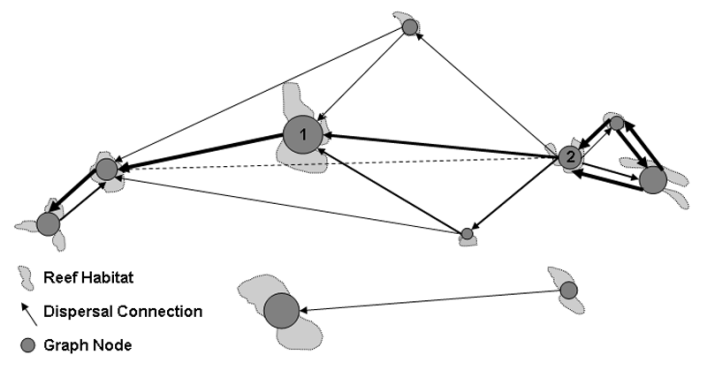 1
2
Reef Habitat
Dispersal Connection
Graph Node